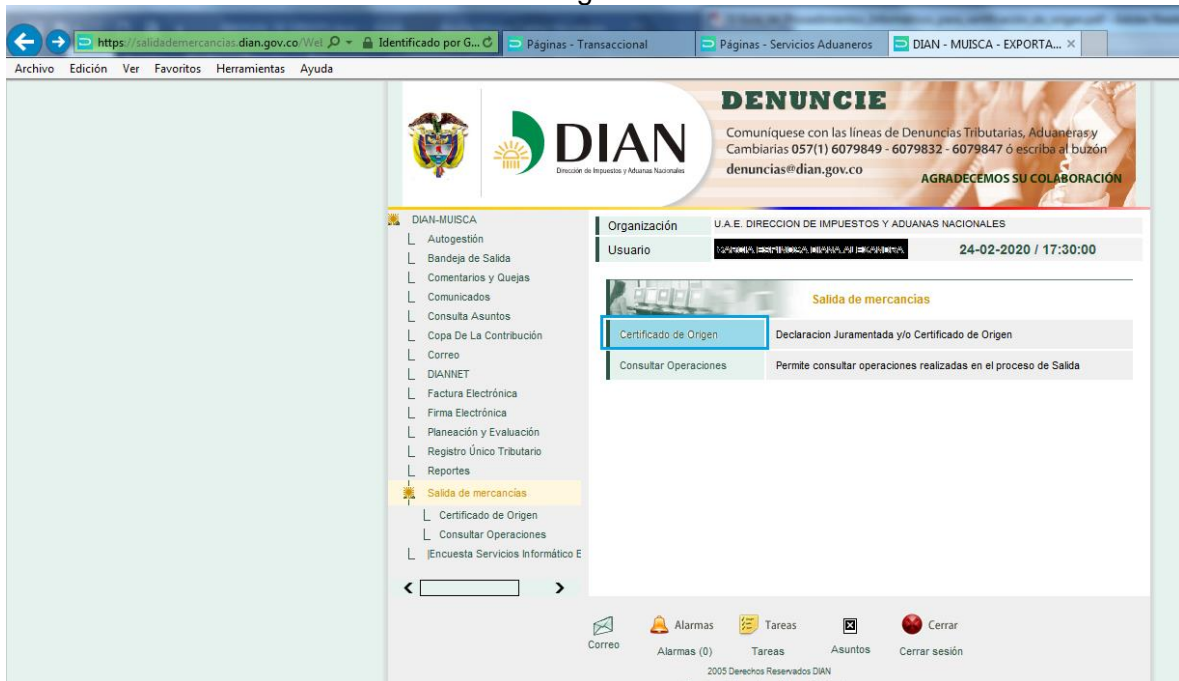 https://salidademercancias.dian.gov.co/Wel
Identificado por G...
Páginas - Transaccional
Páginas - Servicios Aduaneros
DIAN - MUISCA - EXPORTA...
Archivo Edición Ver Favoritos Herramientas Ayuda
DIAN
Dirección de Impuestos y Aduanas Nacionales
DENUNCIE
Comuníquese con las líneas de Denuncias Tributarias, Aduaneras y
Cambiarias 057(1) 6079849 - 6079832 - 6079847 ó escriba al buzón
denuncias@dian.gov.co
AGRADECEMOS SU COLABORACIÓN
DIAN-MUISCA
Autogestión
Bandeja de Salida
Comentarios y Quejas
Comunicados
Consulta Asuntos
Copa De La Contribución
Correo
DIANNET
Factura Electrónica
Firma Electrónica
Planeación y Evaluación
Registro Único Tributario
Reportes
Salida de mercancias
Certificado de Origen
Consultar Operaciones
|Encuesta Servicios Informático E
Organización U.A.E. DIRECCION DE IMPUESTOS Y ADUANAS NACIONALES
Usuario 24-02-2020 / 17:30:00
Salida de mercancias
Certificado de Origen Declaracion Juramentada y/o Certificado de Origen
Consultar Operaciones Permite consultar operaciones realizadas en el proceso de Salida
Alarmas Tareas Cerrar
Correo Alarmas (0) Tareas Asuntos Cerrar sesión
2005 Derechos Reservados DIAN